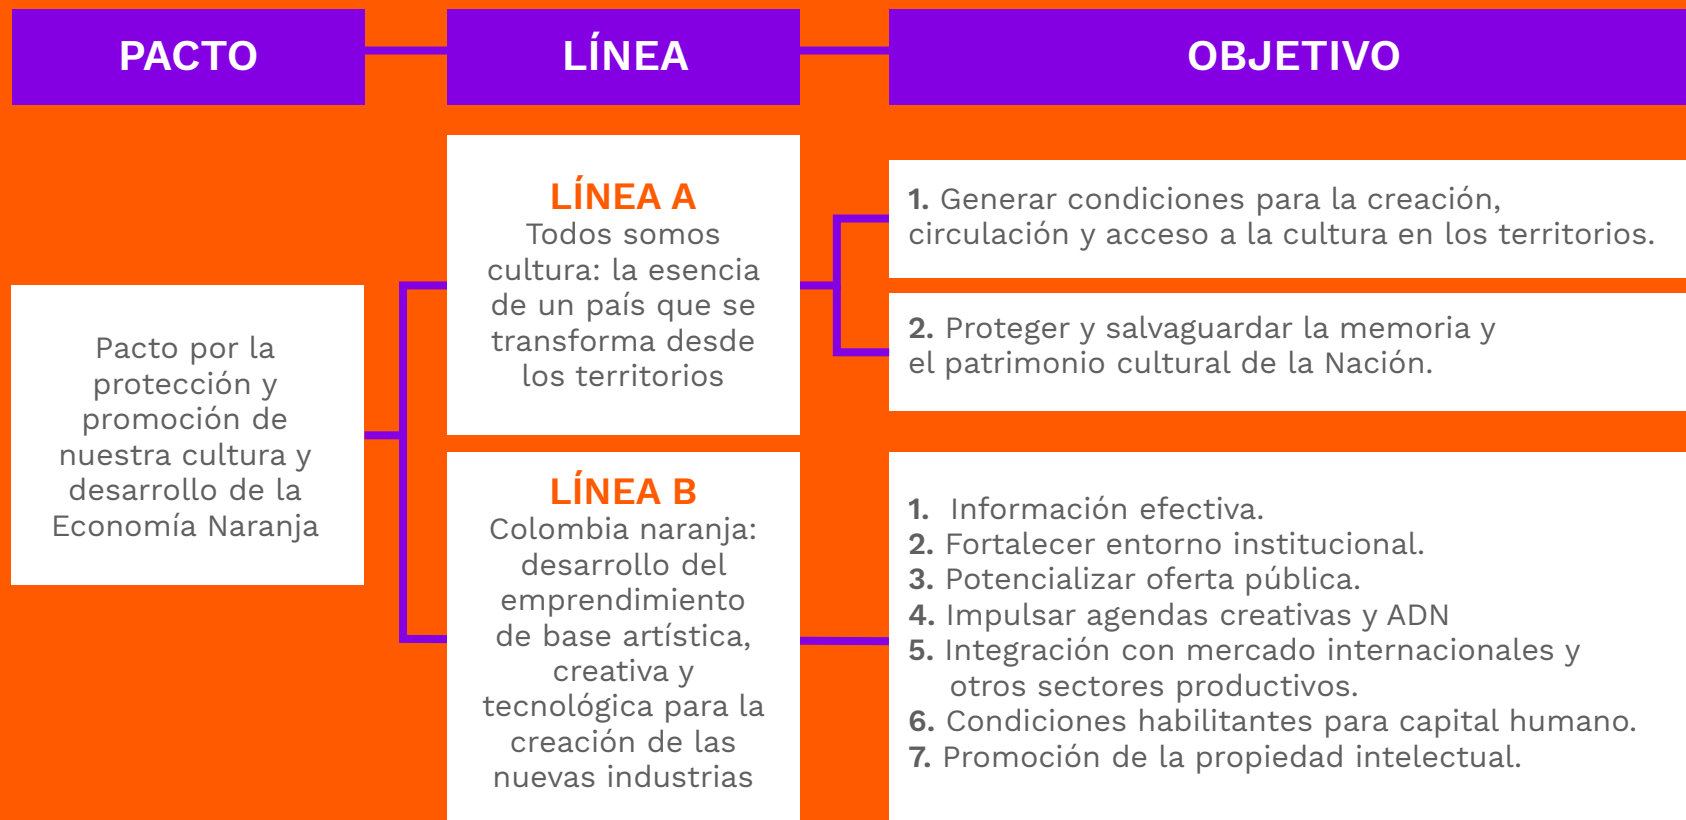 PACTO
LÍNEA
OBJETIVO
Pacto por la
protección y
promoción de
nuestra cultura y
desarrollo de la
Economía Naranja
LÍNEA A
Todos somos
cultura: la esencia
de un país que se
transforma desde
los territorios
1. Generar condiciones para la creación,
circulación y acceso a la cultura en los territorios.
2. Proteger y salvaguardar la memoria y
el patrimonio cultural de la Nación.
LÍNEA B
Colombia naranja:
desarrollo del
emprendimiento
de base artística,
creativa y
tecnológica para la
creación de las
nuevas industrias
1. Información efectiva.
2. Fortalecer entorno institucional.
3. Potencializar oferta pública.
4. Impulsar agendas creativas y ADN
5. Integración con mercado internacionales y
otros sectores productivos.
6. Condiciones habilitantes para capital humano.
7. Promoción de la propiedad intelectual.